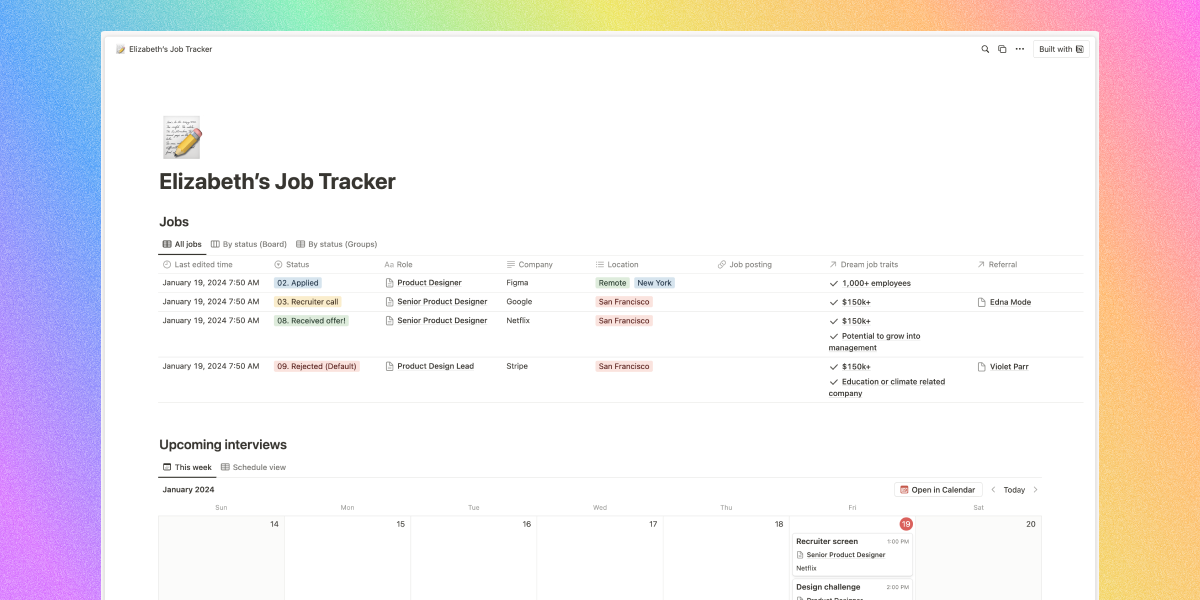 Elizabeth's Job Tracker
Built with
Elizabeth's Job Tracker
Jobs
All jobs By status (Board) By status (Groups)
Last edited time Status Aa Role Company Location Job posting Dream job traits Referral
January 19, 2024 7:50 AM 02. Applied Product Designer Figma Remote New York 1,000+ employees
January 19, 2024 7:50 AM 03. Recruiter call Senior Product Designer Google San Francisco $150k+ Edna Mode
January 19, 2024 7:50 AM 08. Received offer! Senior Product Designer Netflix San Francisco $150k+
Potential to grow into
management
January 19, 2024 7:50 AM 09. Rejected (Default) Product Design Lead Stripe San Francisco $150k+ Violet Parr
Education or climate related
company
Upcoming interviews
This week Schedule view
January 2024 Open in Calendar Today
Sun Mon Tue Wed Thu Fri Sat
14 15 16 17 18 19 20
Recruiter screen 1:00 PM
Senior Product Designer
Netflix
Design challenge 2:00 PM
Product Designer